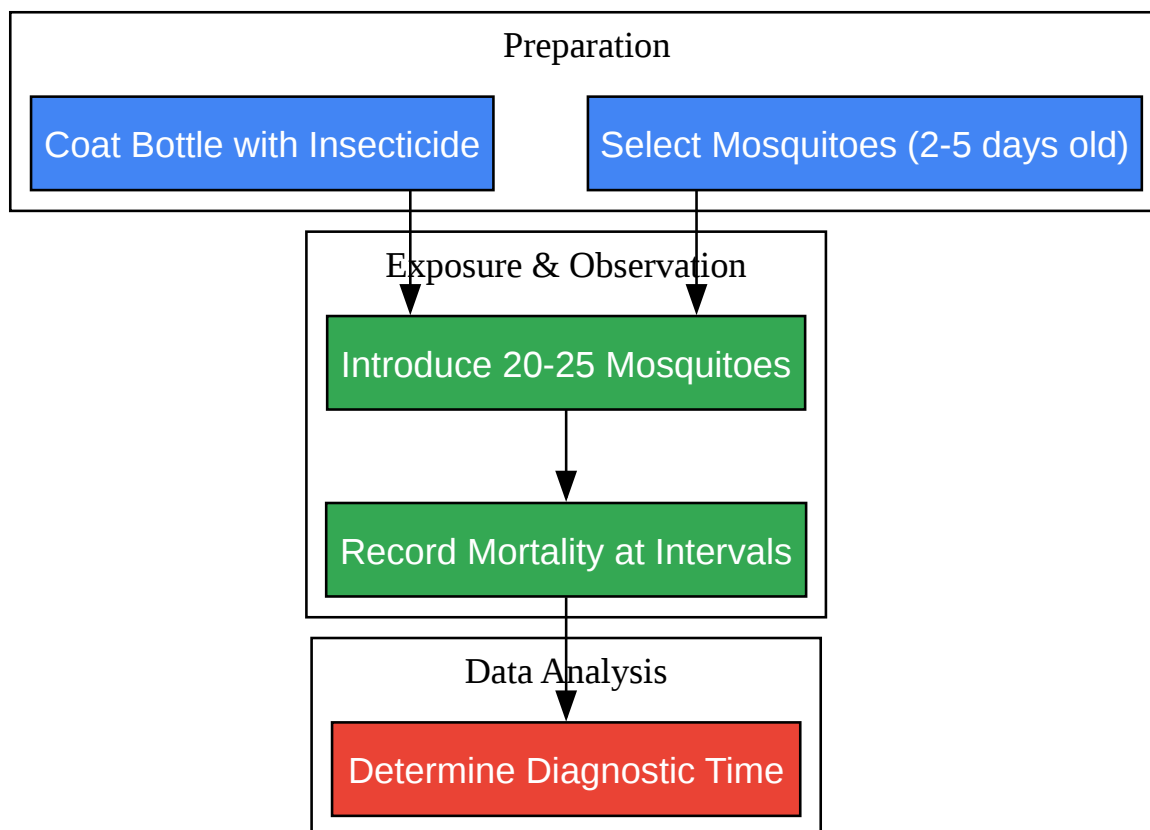 Preparation
Coat Bottle with Insecticide
Select Mosquitoes (2-5 days old)
Exposure & Observation
Introduce 20-25 Mosquitoes
Record Mortality at Intervals
Data Analysis
Determine Diagnostic Time